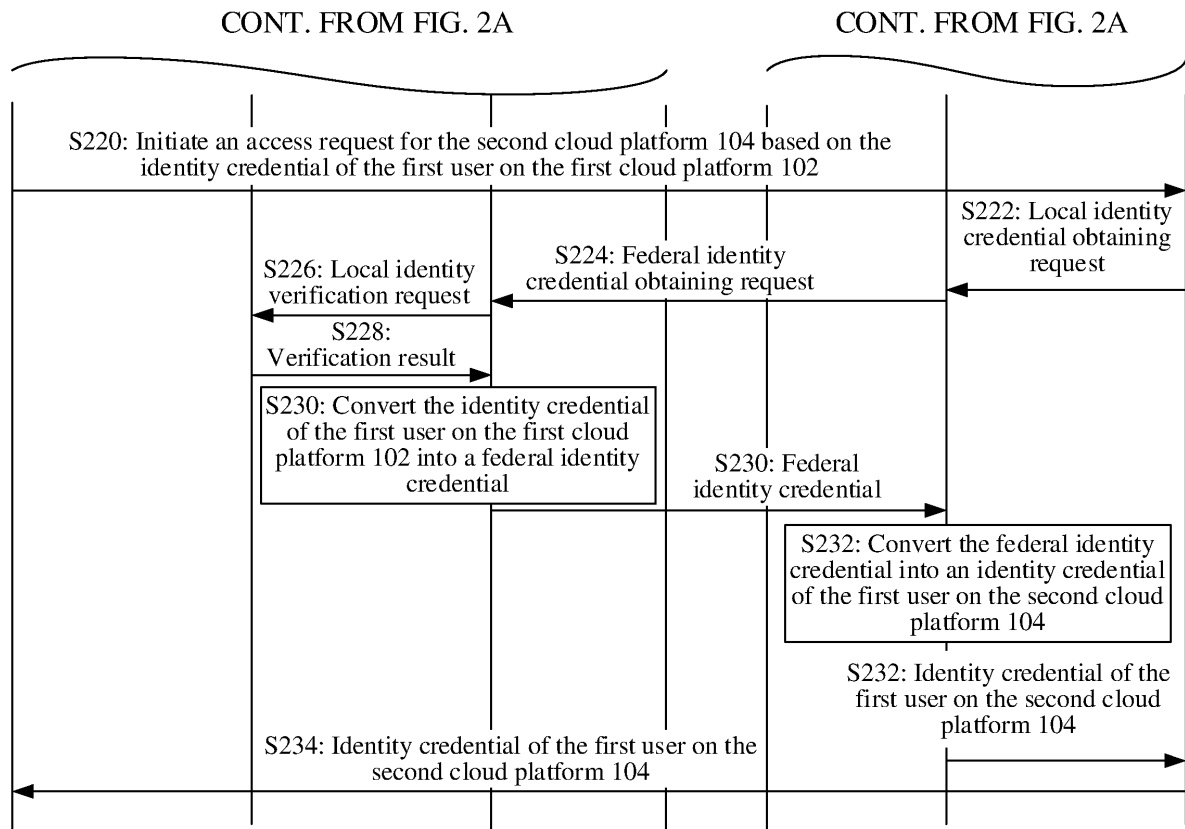 CONT. FROM FIG. 2A
CONT. FROM FIG. 2A
S220: Initiate an access request for the second cloud platform 104 based on the
identity credential of the first user on the first cloud platform 102
S222: Local identity
credential obtaining
request
S224: Federal identity
credential obtaining request
S226: Local identity
verification request
S228:
Verification result
S230: Convert the identity credential
of the first user on the first cloud
platform 102 into a federal identity
credential
S230: Federal
identity credential
S232: Convert the federal identity
credential into an identity credential
of the first user on the second cloud
platform 104
S232: Identity credential of the
first user on the second cloud
platform 104
S234: Identity credential of the first user on the
second cloud platform 104